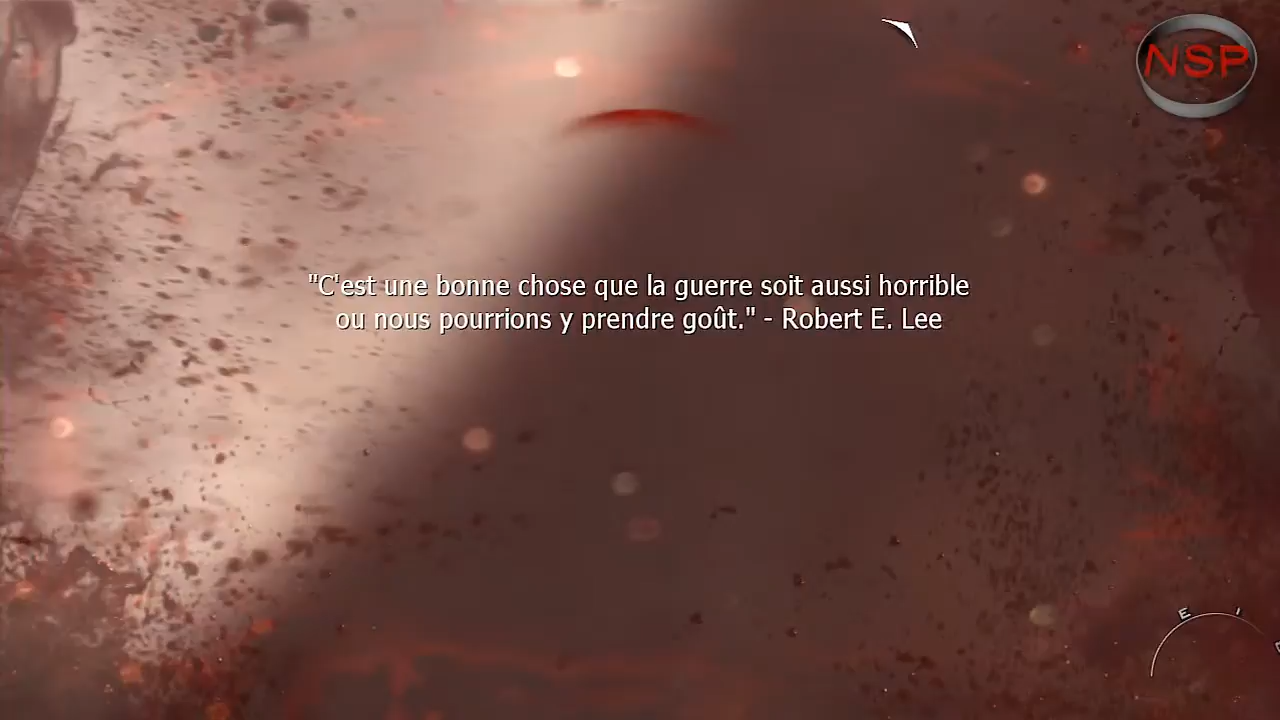 NSP
"C'est une bonne chose que la guerre soit aussi horrible
ou nous pourrions y prendre goût." - Robert E. Lee
E